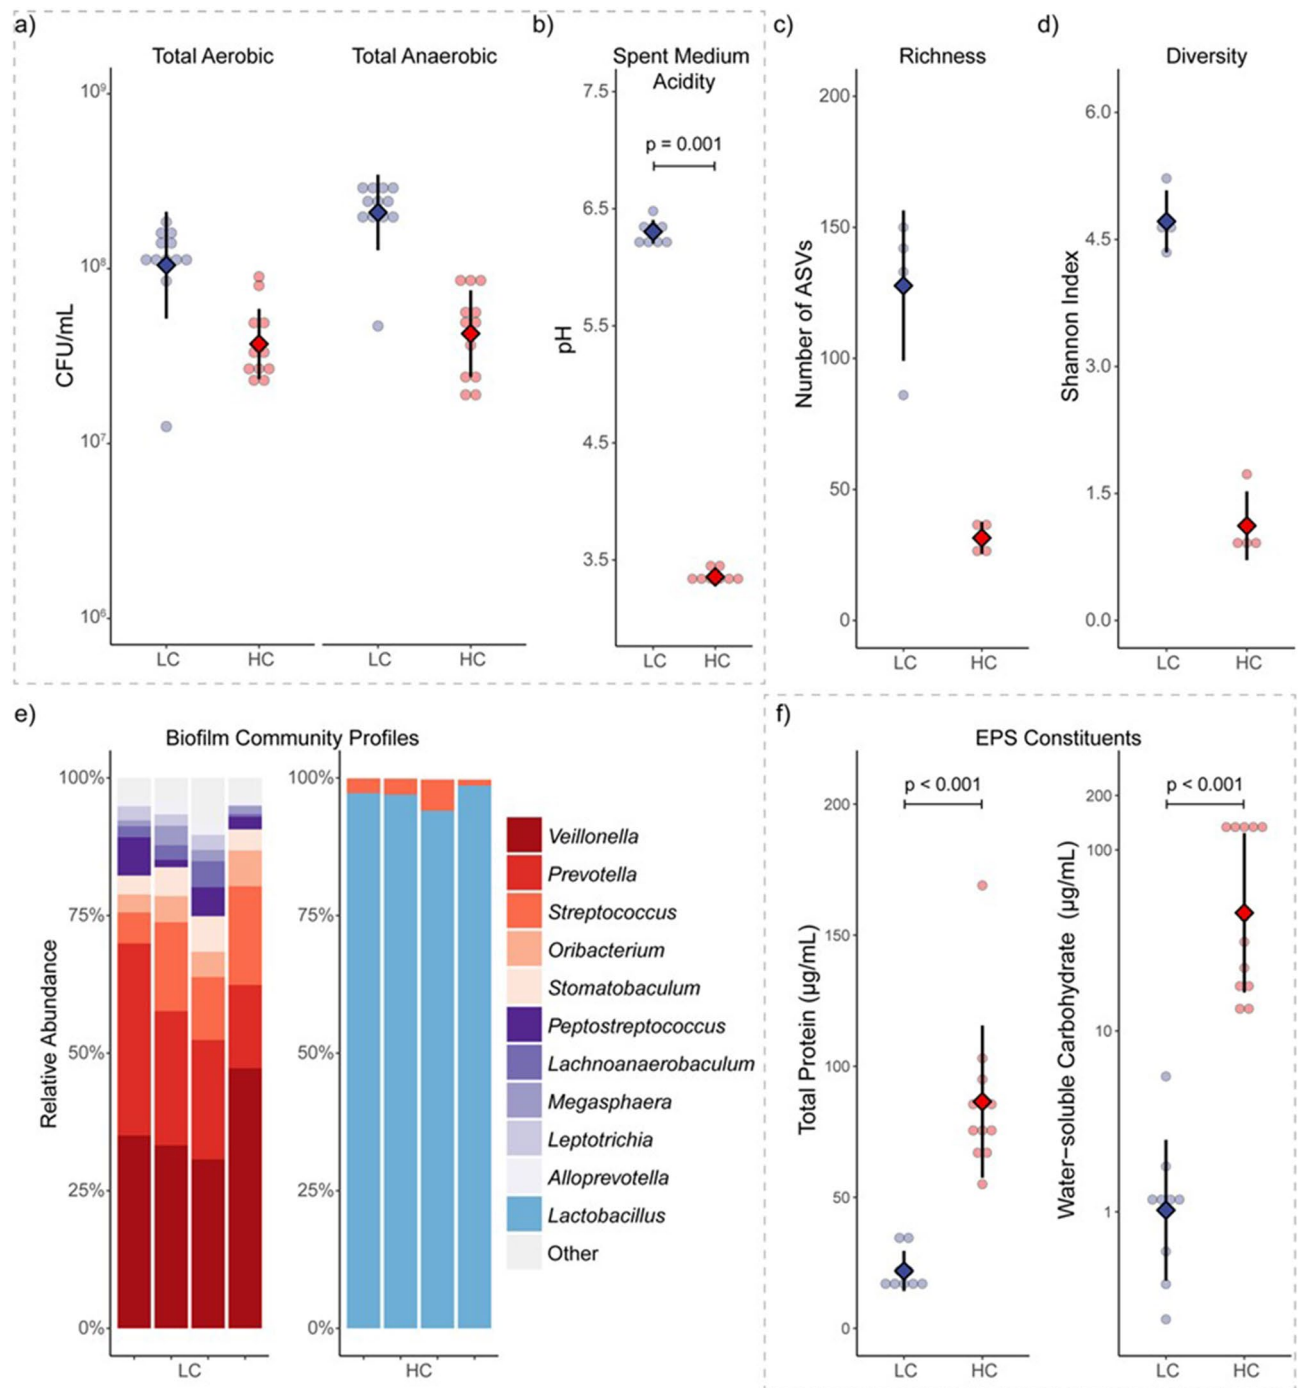 a)
Total Aerobic
Total Anaerobic
CFU/mL
10⁹
10⁸
10⁷
10⁶
LC
HC
LC
HC
b)
Spent Medium
Acidity
p = 0.001
pH
7.5
6.5
5.5
4.5
3.5
LC
HC
c)
Richness
Number of ASVs
200
150
100
50
0
LC
HC
d)
Diversity
Shannon Index
6.0
4.5
3.0
1.5
0.0
LC
HC
e)
Biofilm Community Profiles
Relative Abundance
100%
75%
50%
25%
0%
LC
100%
75%
50%
25%
0%
HC
Veillonella
Prevotella
Streptococcus
Oribacterium
Stomatobaculum
Peptostreptococcus
Lachnoanaerobaculum
Megasphaera
Leptotrichia
Alloprevotella
Lactobacillus
Other
f)
EPS Constituents
p < 0.001
Total Protein (µg/mL)
200
150
100
50
0
LC
HC
p < 0.001
Water−soluble Carbohydrate (µg/mL)
200
100
10
1
LC
HC